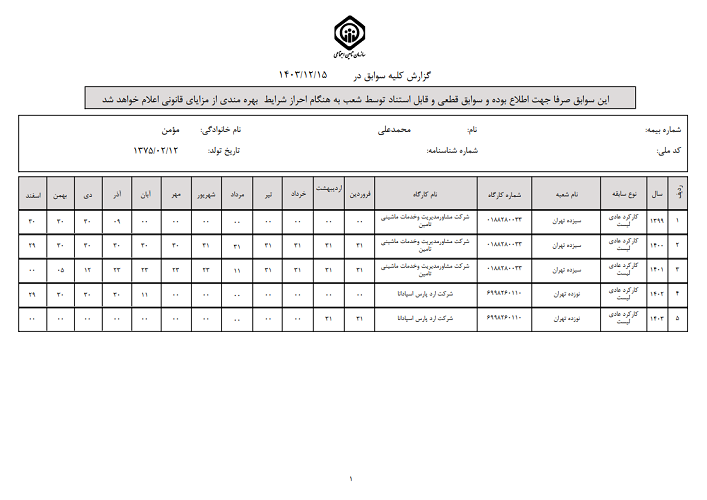 سازمان تأمین اجتماعی
گزارش کلیه سوابق در ۱۴۰۳/۱۲/۱۵
این سوابق صرفا جهت اطلاع بوده و سوابق قطعی و قابل استناد توسط شعب به هنگام احراز شرایط بهره مندی از مزایای قانونی اعلام خواهد شد
شماره بیمه: نام: محمدعلی نام خانوادگی: مؤمن
کد ملی: شماره شناسنامه: تاریخ تولد: ۱۳۷۵/۰۲/۱۲
ردیف سال نوع سابقه نام شعبه شماره کارگاه نام کارگاه فروردین اردیبهشت خرداد تیر مرداد شهریور مهر آبان آذر دی بهمن اسفند
۱ ۱۳۹۹ کارکرد عادی لیست سیزده تهران ۰۱۸۸۲۸۰۰۳۳ شرکت مشاورمدیریت وخدمات ماشینی تامین ۰۰ ۰۰ ۰۰ ۰۰ ۰۰ ۰۰ ۰۰ ۰۰ ۰۹ ۳۰ ۳۰ ۳۰
۲ ۱۴۰۰ کارکرد عادی لیست سیزده تهران ۰۱۸۸۲۸۰۰۳۳ شرکت مشاورمدیریت وخدمات ماشینی تامین ۳۱ ۳۱ ۳۱ ۳۱ ۳۱ ۳۱ ۳۰ ۳۰ ۳۰ ۳۰ ۳۰ ۲۹
۳ ۱۴۰۱ کارکرد عادی لیست سیزده تهران ۰۱۸۸۲۸۰۰۳۳ شرکت مشاورمدیریت وخدمات ماشینی تامین ۳۱ ۳۱ ۳۱ ۳۱ ۱۱ ۲۳ ۲۳ ۲۳ ۲۳ ۱۲ ۰۵ ۰۰
۴ ۱۴۰۲ کارکرد عادی لیست نوزده تهران ۶۹۹۸۲۶۰۱۱۰ شرکت ارد پارس اسپادانا ۰۰ ۰۰ ۰۰ ۰۰ ۰۰ ۰۰ ۰۰ ۱۱ ۳۰ ۳۰ ۳۰ ۲۹
۵ ۱۴۰۳ کارکرد عادی لیست نوزده تهران ۶۹۹۸۲۶۰۱۱۰ شرکت ارد پارس اسپادانا ۳۱ ۳۱ ۰۰ ۰۰ ۰۰ ۰۰ ۰۰ ۰۰ ۰۰ ۰۰ ۰۰ ۰۰
۱